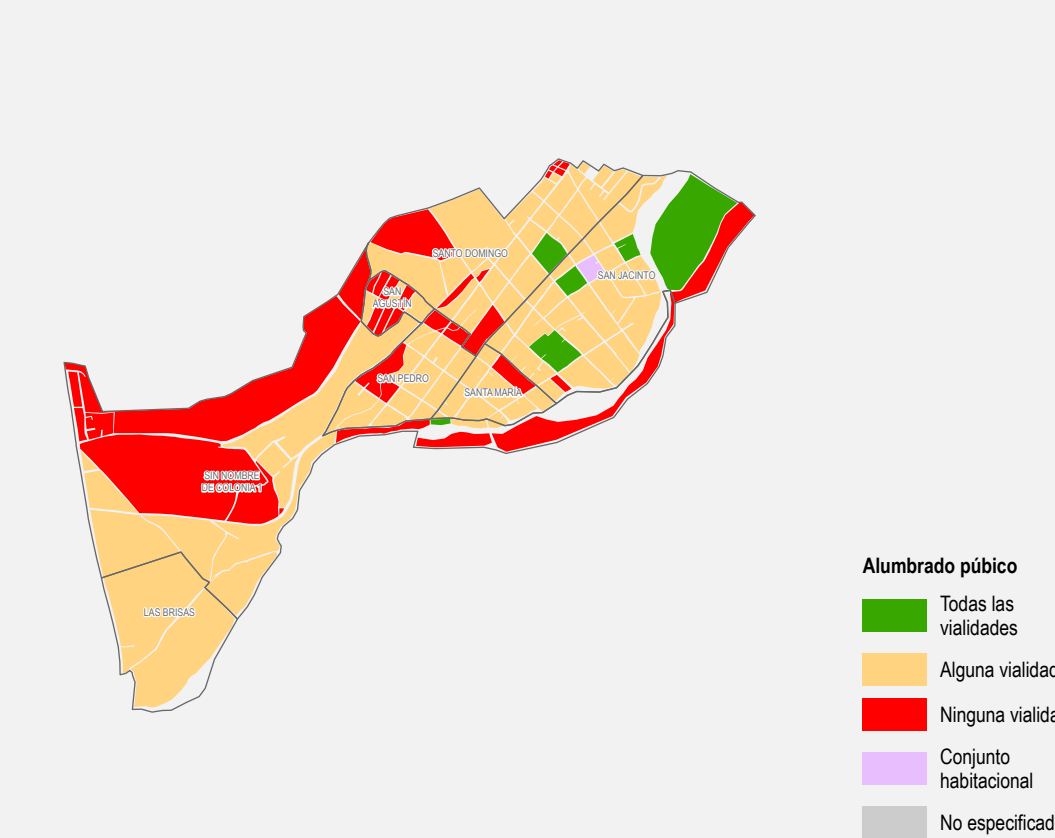 SANTO DOMINGO
SAN JACINTO
SAN
AGUSTÍN
SAN PEDRO
SANTA MARÍA
SIN NOMBRE
DE COLONIA 1
LAS BRISAS
Alumbrado púbico
Todas las
vialidades
Alguna vialidad
Ninguna vialida
Conjunto
habitacional
No especificad